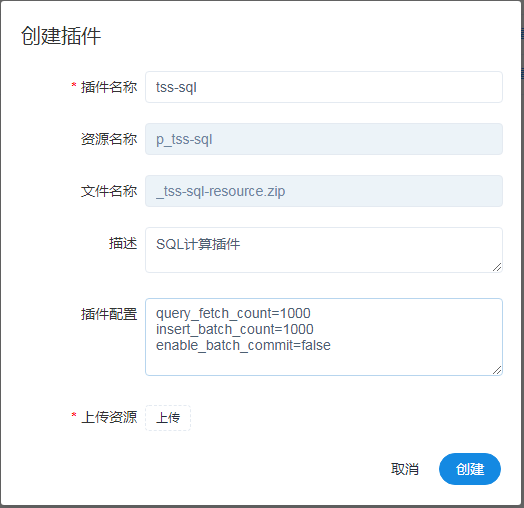 创建插件
* 插件名称 tss-sql
资源名称 p_tss-sql
文件名称 _tss-sql-resource.zip
描述 SQL计算插件
插件配置 query_fetch_count=1000
insert_batch_count=1000
enable_batch_commit=false
* 上传资源 上传
取消 创建